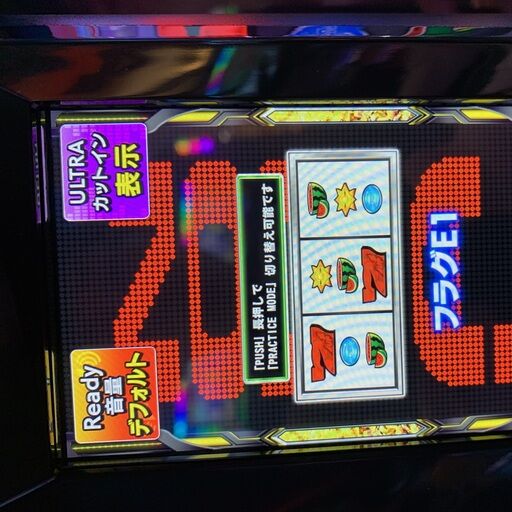 Ready
音量
デフォルト
ULTRA
カットイン
表示
「PUSH」長押しで
「PRACTICE MODE」切り替え可能です
フラグE1